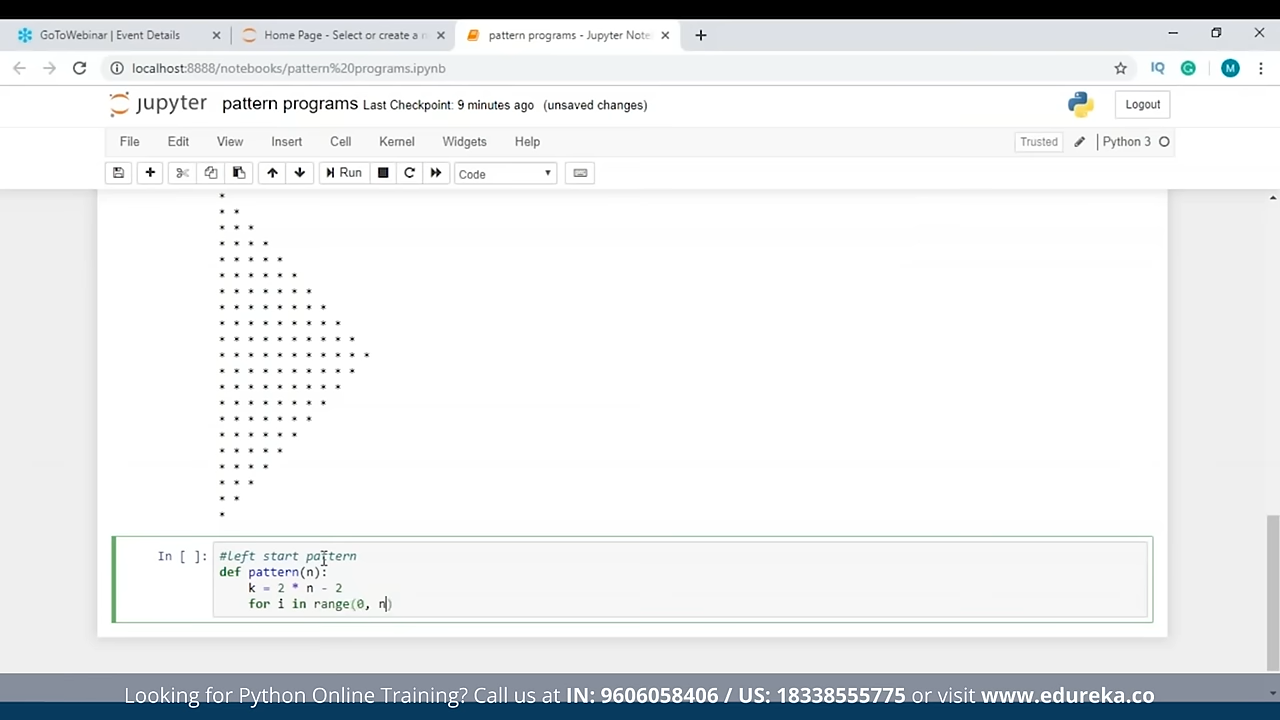 GoToWebinar | Event Details
Home Page - Select or create a n
pattern programs - Jupyter Note
localhost:8888/notebooks/pattern%20programs.ipynb
IQ
M
jupyter pattern programs Last Checkpoint: 9 minutes ago (unsaved changes)
Logout
File Edit View Insert Cell Kernel Widgets Help
Trusted
Python 3
Run
Code
*
* *
* * *
* * * *
* * * * *
* * * * * *
* * * * * * *
* * * * * * * *
* * * * * * * * *
* * * * * * * * * *
* * * * * * * * * * *
* * * * * * * * * *
* * * * * * * * *
* * * * * * * *
* * * * * * *
* * * * * *
* * * * *
* * * *
* * *
* *
*
In [ ]: #left start pattern
def pattern(n):
k = 2 * n - 2
for i in range(0, n)
Looking for Python Online Training? Call us at IN: 9606058406 / US: 18338555775 or visit www.edureka.co